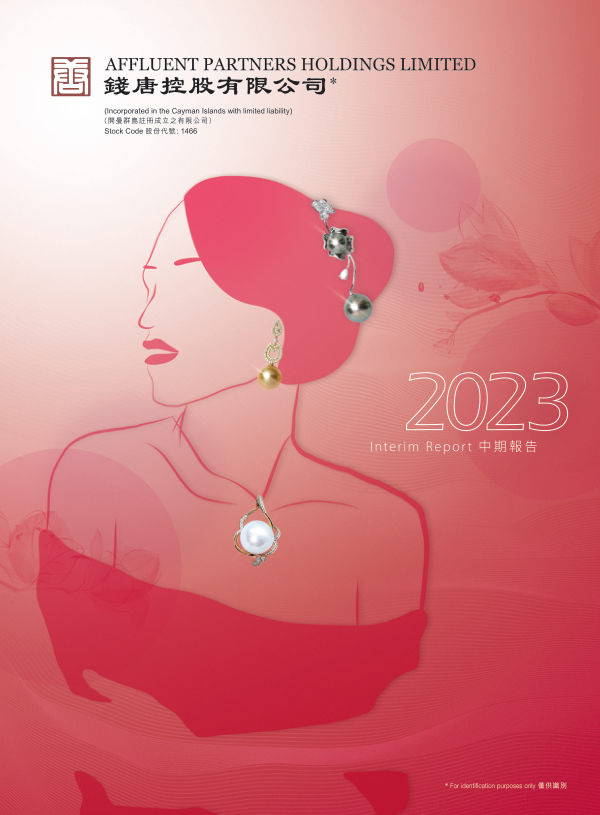 AFFLUENT PARTNERS HOLDINGS LIMITED
錢唐控股有限公司*
(Incorporated in the Cayman Islands with limited liability)
(開曼群島註冊成立之有限公司)
Stock Code 股份代號: 1466
2023
Interim Report 中期報告
* For identification purposes only 僅供識別